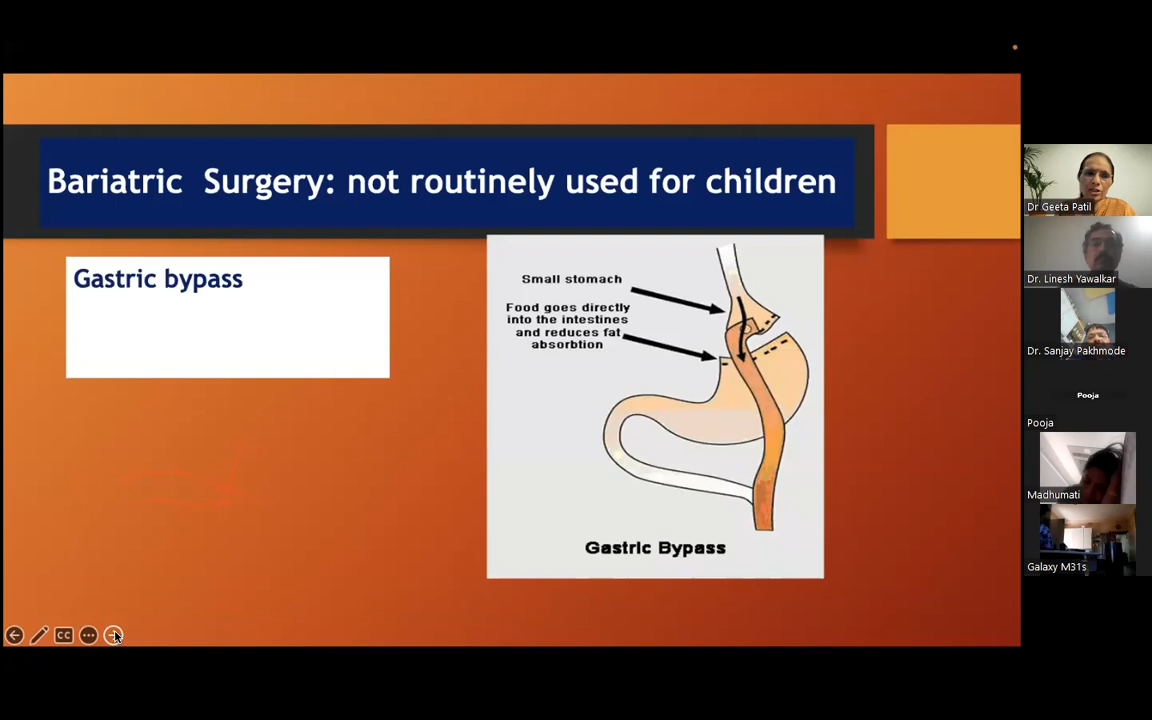 Bariatric  Surgery: not routinely used for children
Gastric bypass
Small stomach
Food goes directly
into the intestines
and reduces fat
absorbtion
Gastric Bypass
CC
Dr Geeta Patil
Dr. Linesh Yawalkar
Dr. Sanjay Pakhmode
Pooja
Pooja
Madhumati
Galaxy M31s